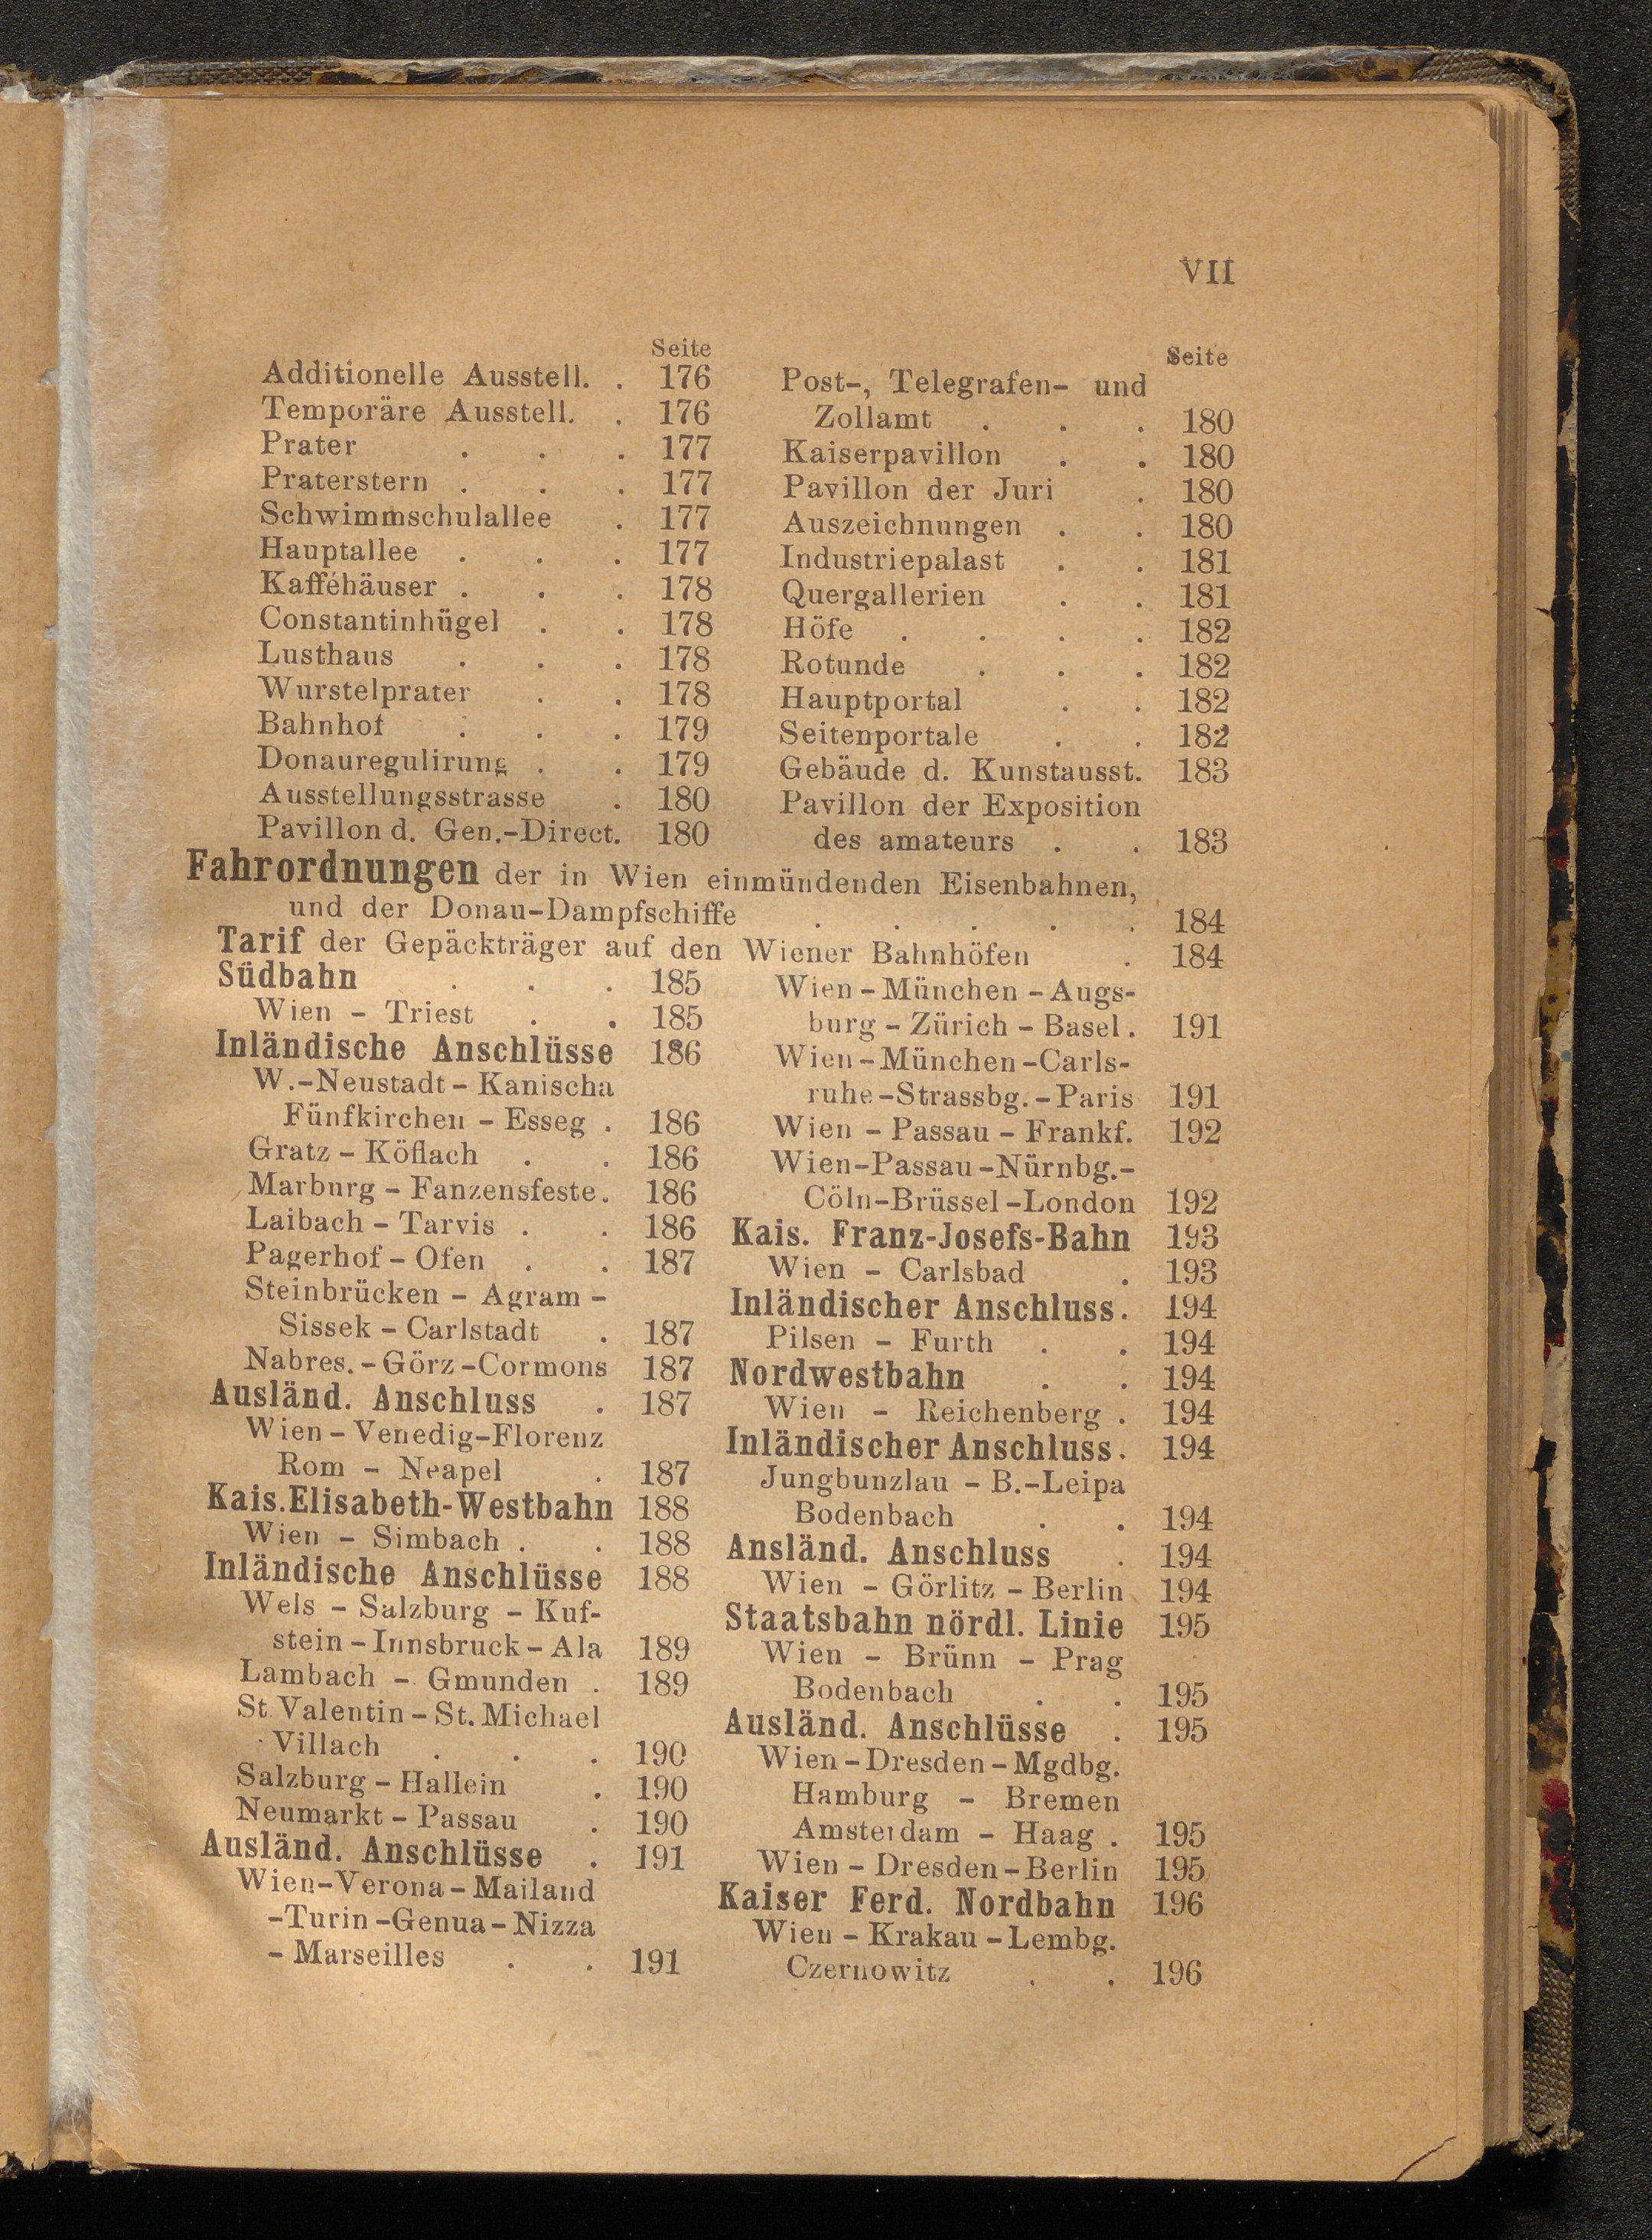 VII
Seite
Additionelle Ausstell. . 176
Temporäre Ausstell. . 176
Prater . . . 177
Praterstern . . . 177
Schwimmschulallee . 177
Hauptallee . . . 177
Kafféhäuser . . . 178
Constantinhügel . . 178
Lusthaus . . . 178
Wurstelprater . . 178
Bahnhof . . . 179
Donauregulirung . . 179
Ausstellungsstrasse . 180
Pavillon d. Gen.-Direct. 180
Seite
Post-, Telegrafen- und
Zollamt . . . 180
Kaiserpavillon . . 180
Pavillon der Juri . 180
Auszeichnungen . . 180
Industriepalast . . 181
Quergallerien . . 181
Höfe . . . . 182
Rotunde . . . 182
Hauptportal . . 182
Seitenportale . . 182
Gebäude d. Kunstausst. 183
Pavillon der Exposition
des amateurs . . 183
Fahrordnungen der in Wien einmündenden Eisenbahnen,
und der Donau-Dampfschiffe . . . . . 184
Tarif der Gepäckträger auf den Wiener Bahnhöfen . 184
Südbahn . . . 185
Wien - Triest . . 185
Inländische Anschlüsse 186
W.-Neustadt - Kanischa
Fünfkirchen - Esseg . 186
Gratz - Köflach . . 186
Marburg - Fanzensfeste. 186
Laibach - Tarvis . . 186
Pagerhof - Ofen . . 187
Steinbrücken - Agram -
Sissek - Carlstadt . 187
Nabres. - Görz - Cormons 187
Ausländ. Anschluss . 187
Wien - Venedig-Florenz
Rom - Neapel . 187
Kais. Elisabeth-Westbahn 188
Wien - Simbach . . 188
Inländische Anschlüsse 188
Wels - Salzburg - Kuf-
stein - Innsbruck - Ala 189
Lambach - Gmunden . 189
St. Valentin - St. Michael
Villach . . . 190
Salzburg - Hallein . 190
Neumarkt - Passau . 190
Ausländ. Anschlüsse . 191
Wien-Verona - Mailand
-Turin -Genua - Nizza
- Marseilles . . 191
Wien - München - Augs-
burg - Zürich - Basel . 191
Wien - München - Carls-
ruhe - Strassbg. - Paris 191
Wien - Passau - Frankf. 192
Wien-Passau -Nürnbg.-
Cöln-Brüssel -London 192
Kais. Franz-Josefs-Bahn 193
Wien - Carlsbad . 193
Inländischer Anschluss. 194
Pilsen - Furth . . 194
Nordwestbahn . . 194
Wien - Reichenberg . 194
Inländischer Anschluss. 194
Jungbunzlau - B.-Leipa
Bodenbach . . 194
Ansländ. Anschluss . 194
Wien - Görlitz - Berlin 194
Staatsbahn nördl. Linie 195
Wien - Brünn - Prag
Bodenbach . . 195
Ausländ. Anschlüsse . 195
Wien - Dresden - Mgdbg.
Hamburg - Bremen
Amsterdam - Haag . 195
Wien - Dresden - Berlin 195
Kaiser Ferd. Nordbahn 196
Wien - Krakau - Lembg.
Czernowitz . . 196